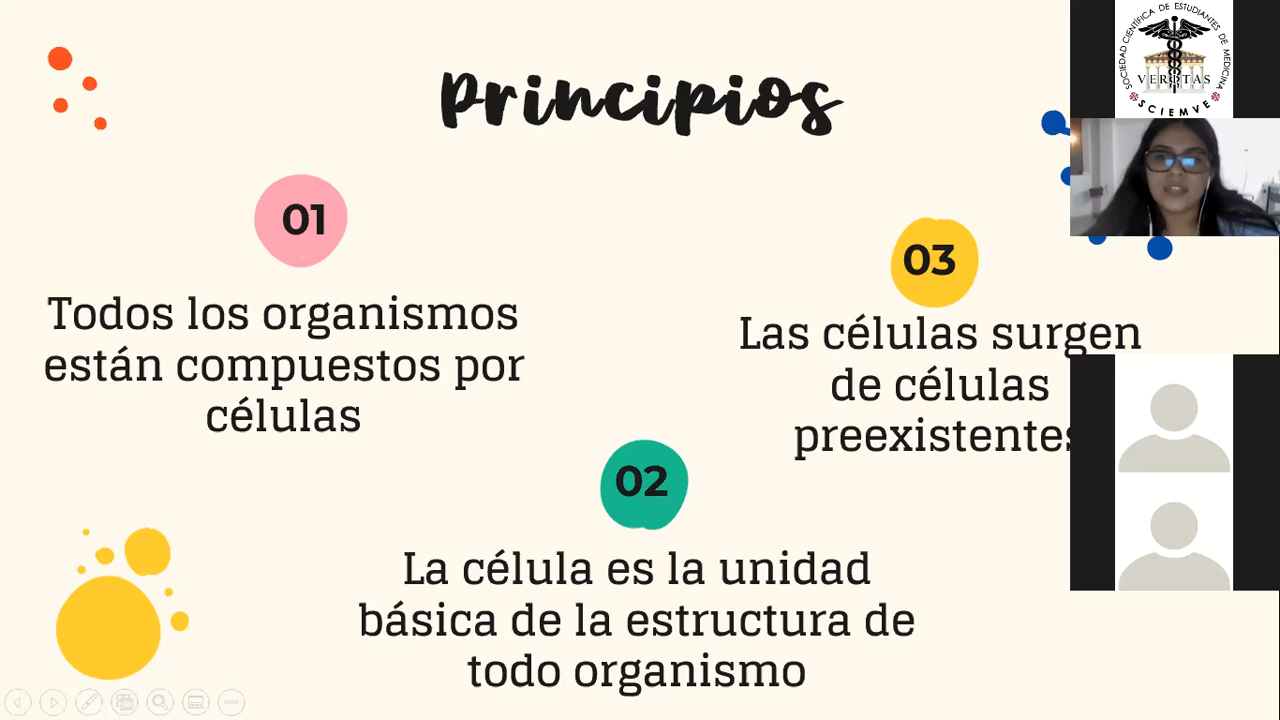 Principios
01
Todos los organismos
están compuestos por
células
02
La célula es la unidad
básica de la estructura de
todo organismo
03
Las células surgen
de células
preexistentes
SOCIEDAD CIENTÍFICA DE ESTUDIANTES DE MEDICINA
VERITAS
SCIEMVE